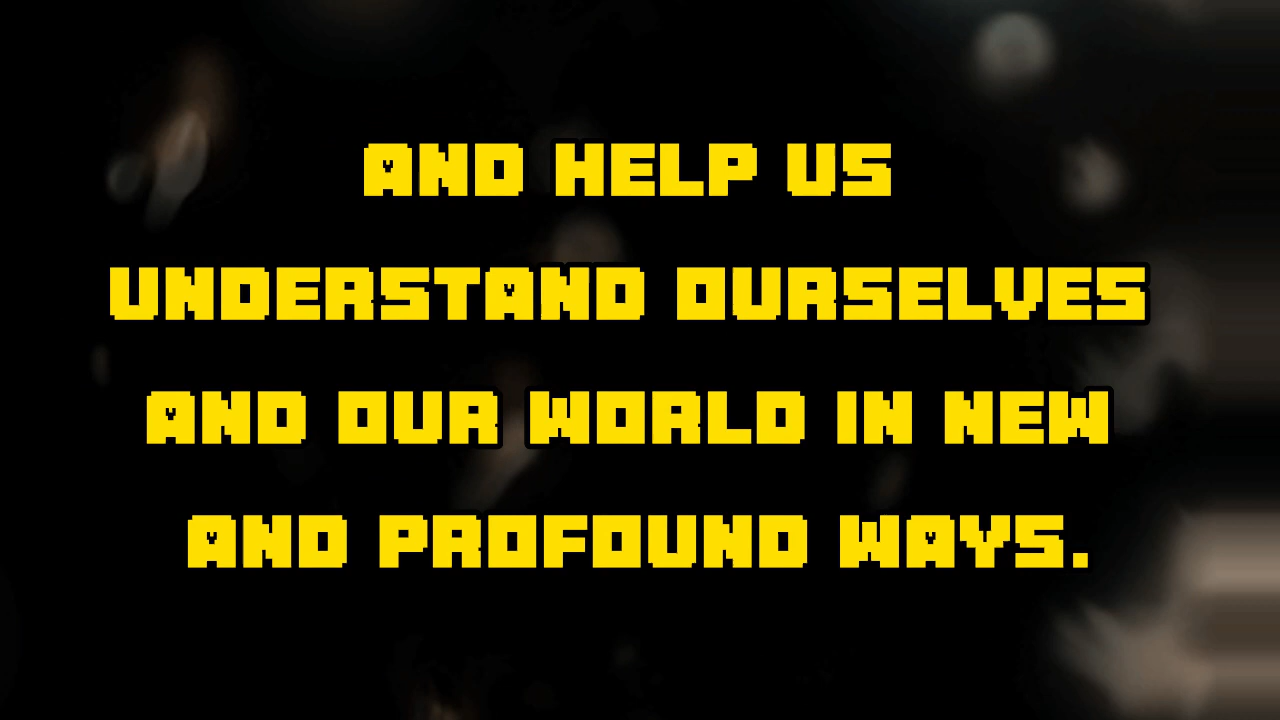 AND HELP US
UNDERSTAND OURSELVES
AND OUR WORLD IN NEW
AND PROFOUND WAYS.